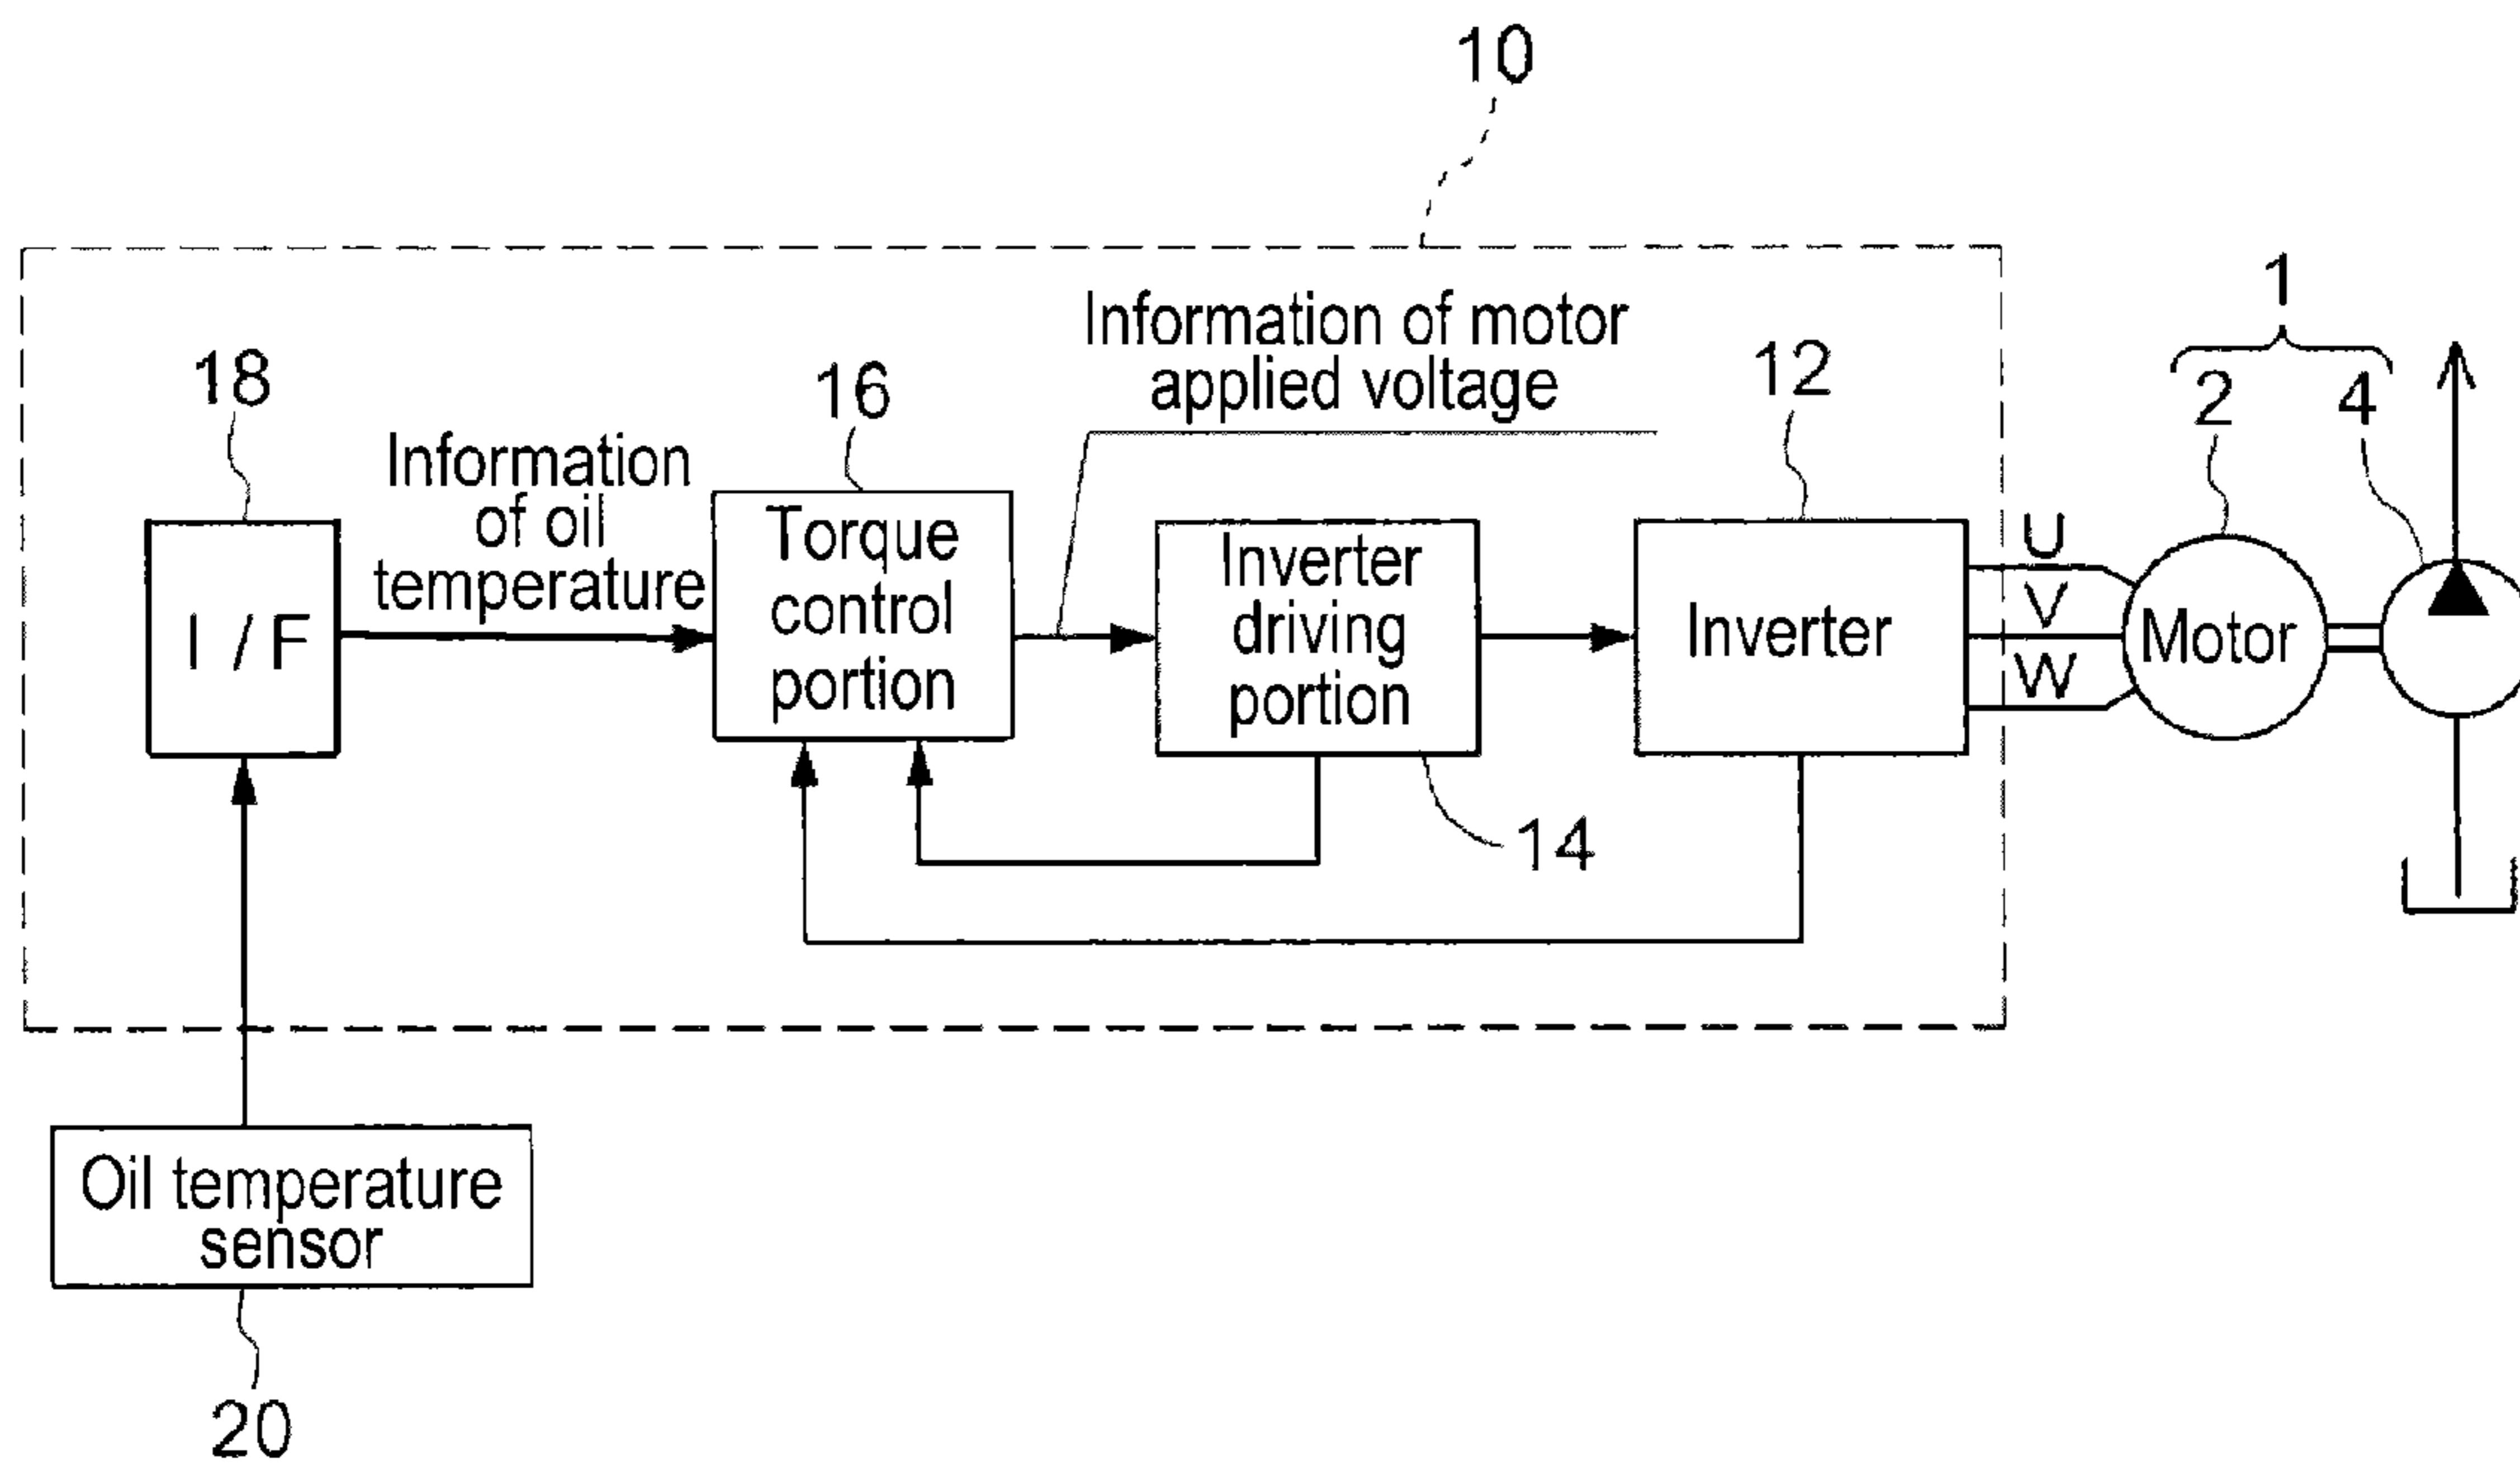 10
1
Information of motor
applied voltage
18
16
12
2
4
Information
of oil
temperature
I/F
Torque
control
portion
Inverter
driving
portion
Inverter
U
V
W
Motor
14
Oil temperature
sensor
20